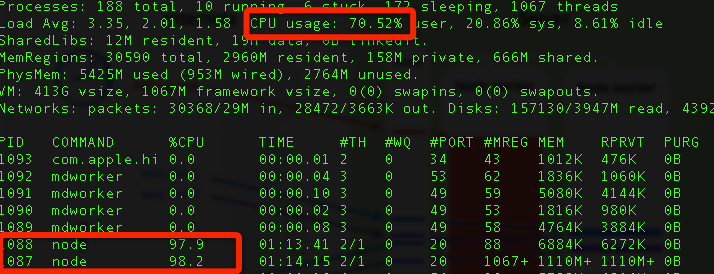 Processes: 188 total, 10 running, 6 stuck, 172 sleeping, 1067 threads
Load Avg: 3.35, 2.01, 1.58 CPU usage: 70.52% user, 20.86% sys, 8.61% idle
SharedLibs: 12M resident, 19M data, 0B linkedit.
MemRegions: 30590 total, 2960M resident, 158M private, 666M shared.
PhysMem: 5425M used (953M wired), 2764M unused.
VM: 413G vsize, 1067M framework vsize, 0(0) swapins, 0(0) swapouts.
Networks: packets: 30368/29M in, 28472/3663K out. Disks: 157130/3947M read, 4392
PID COMMAND %CPU TIME #TH #WQ #PORT #MREG MEM RPRVT PURG
1093 com.apple.hi 0.0 00:00.01 2 0 34 43 1012K 476K 0B
1092 mdworker 0.0 00:00.04 3 0 53 62 1836K 1060K 0B
1091 mdworker 0.0 00:00.10 3 0 49 59 5080K 4144K 0B
1090 mdworker 0.0 00:00.02 3 0 49 53 1816K 980K 0B
1089 mdworker 0.0 00:00.08 3 0 49 58 4764K 3884K 0B
1088 node 97.9 01:13.41 2/1 0 20 88 6884K 6272K 0B
1087 node 98.2 01:14.15 2/1 0 20 1067+ 1110M+ 1110M+ 0B